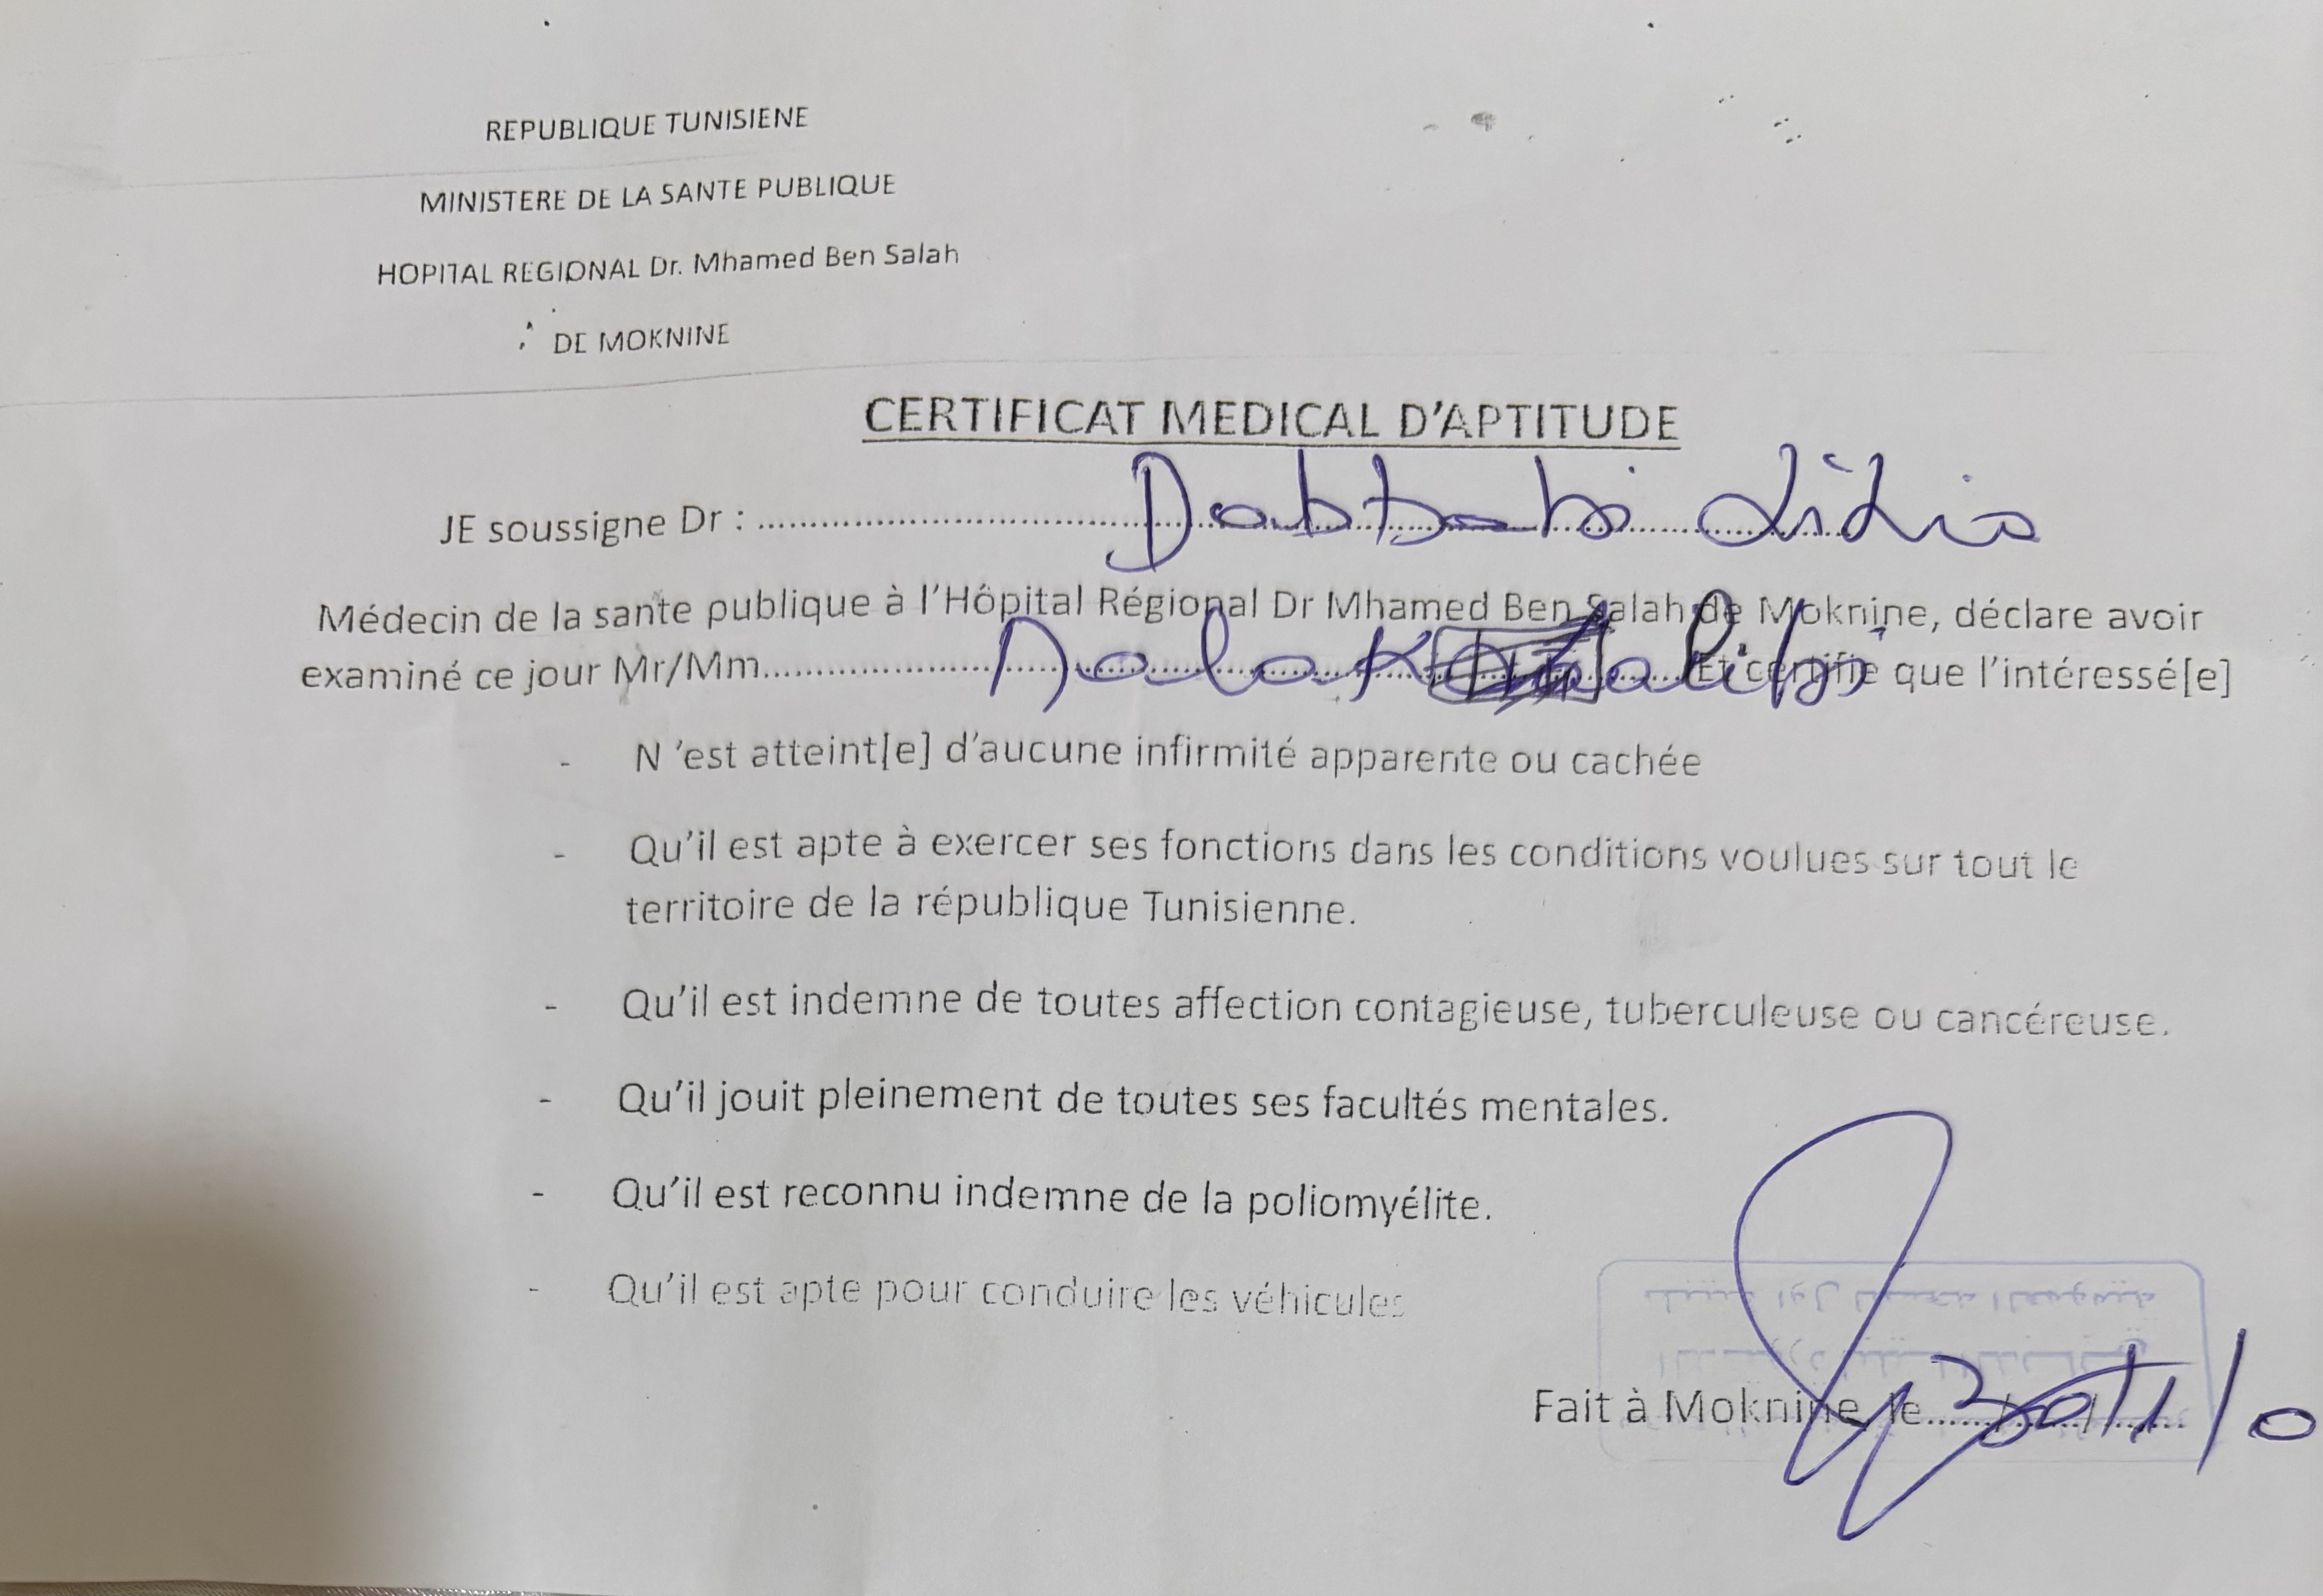 REPUBLIQUE TUNISIENE
MINISTERE DE LA SANTE PUBLIQUE
HOPITAL REGIONAL Dr. Mhamed Ben Salah
DE MOKNINE
CERTIFICAT MEDICAL D'APTITUDE
JE soussigne Dr :
Médecin de la sante publique à l'Hôpital Régional Dr Mhamed Ben Salah de Moknine, déclare avoir
examiné ce jour Mr/Mm Et certifie que l'intéressé[e]
- N 'est atteint[e] d'aucune infirmité apparente ou cachée
- Qu'il est apte à exercer ses fonctions dans les conditions voulues sur tout le
territoire de la république Tunisienne.
- Qu'il est indemne de toutes affection contagieuse, tuberculeuse ou cancéreuse.
- Qu'il jouit pleinement de toutes ses facultés mentales.
- Qu'il est reconnu indemne de la poliomyélite.
- Qu'il est apte pour conduire les véhicules
Fait à Moknine, le